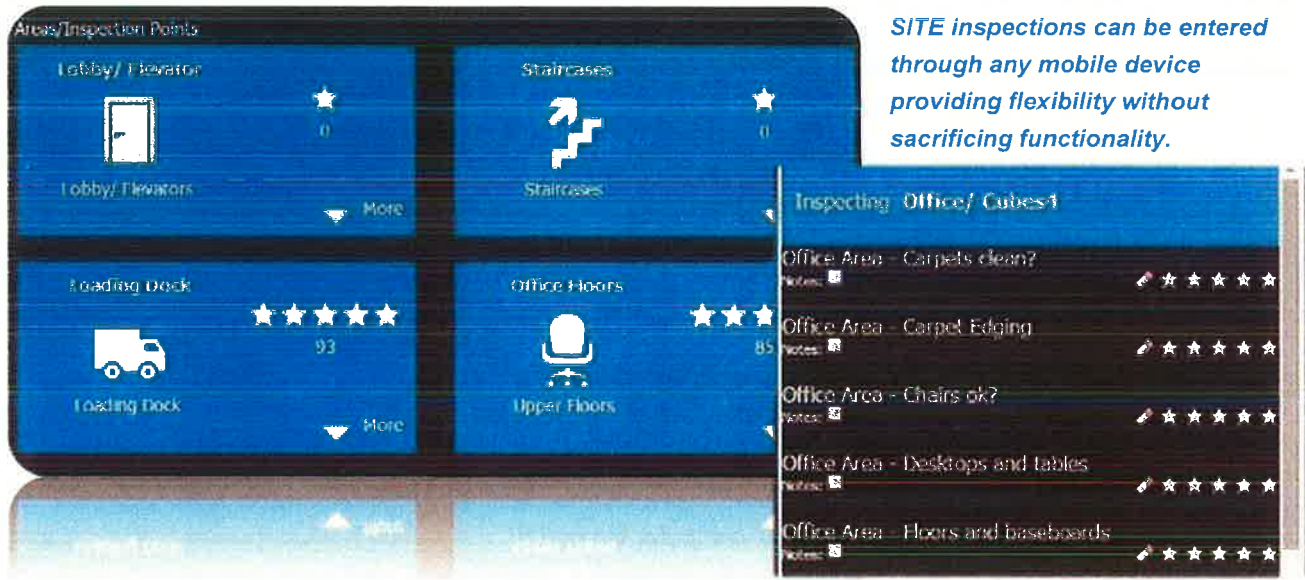 Areas/Inspection Points
Lobby/ Elevator
0
Lobby/ Elevators
More
Staircases
0
Staircases
Loading Dock
93
Loading Dock
More
Office Floors
85
Upper Floors
SITE inspections can be entered
through any mobile device
providing flexibility without
sacrificing functionality.
Inspecting Office/ Cubes4
Office Area - Carpets clean?
Notes:
Office Area - Carpet Edging
Notes:
Office Area - Chairs ok?
Notes:
Office Area - Desktops and tables
Notes:
Office Area - Floors and baseboards
Notes: